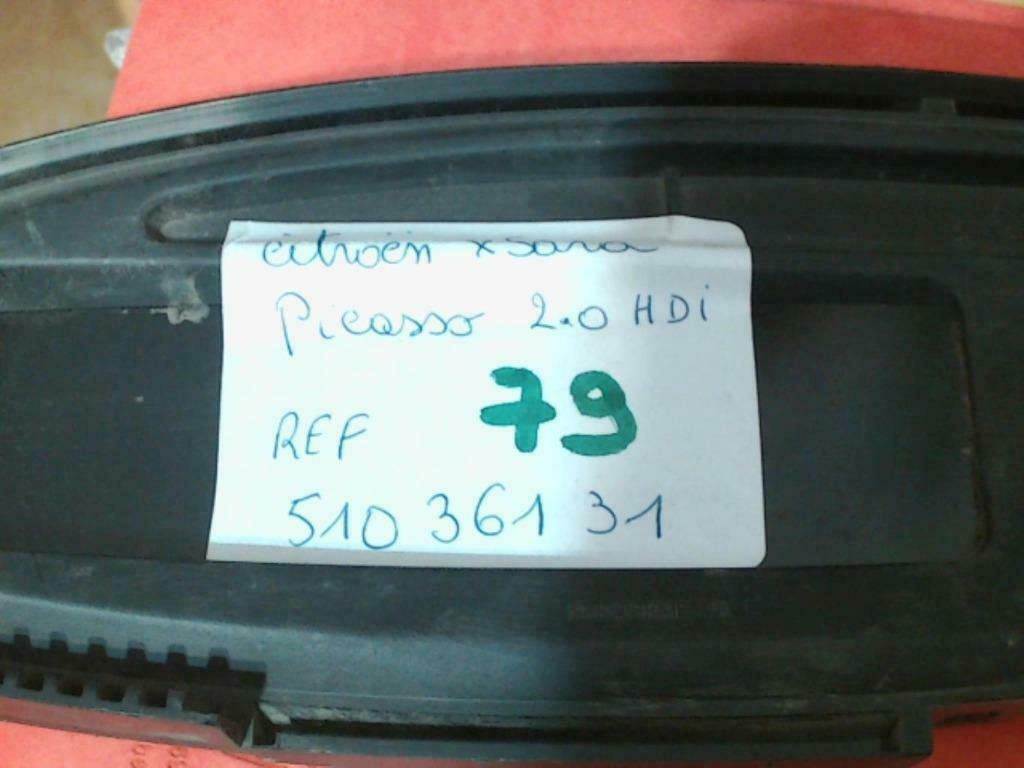 citroën xsara
Picasso 2.0 HDi
79
REF
510 361 31